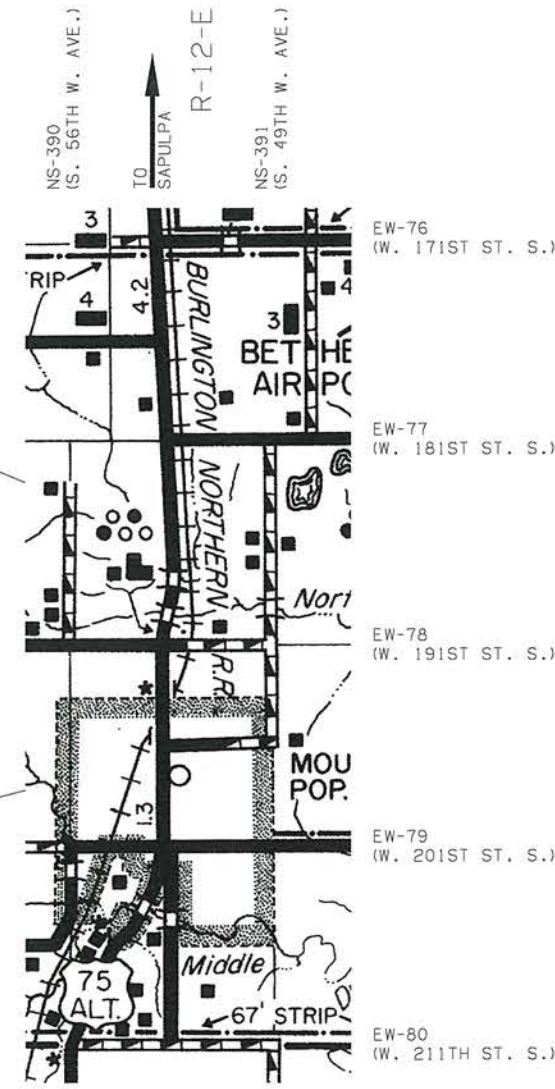 NS-390
(S. 56TH W. AVE.)
TO
SAPULPA
R-12-E
NS-391
(S. 49TH W. AVE.)
EW-76
(W. 171ST ST. S.)
3
RIP
4.2
BURLINGTON
4
4
3
BET HE
AIR PO
EW-77
(W. 181ST ST. S.)
NORTHERN
Nort
EW-78
(W. 191ST ST. S.)
R.R.
*
MOU
POP.
1.3
EW-79
(W. 201ST ST. S.)
Middle
75
ALT.
67' STRIP
EW-80
(W. 211TH ST. S.)
*